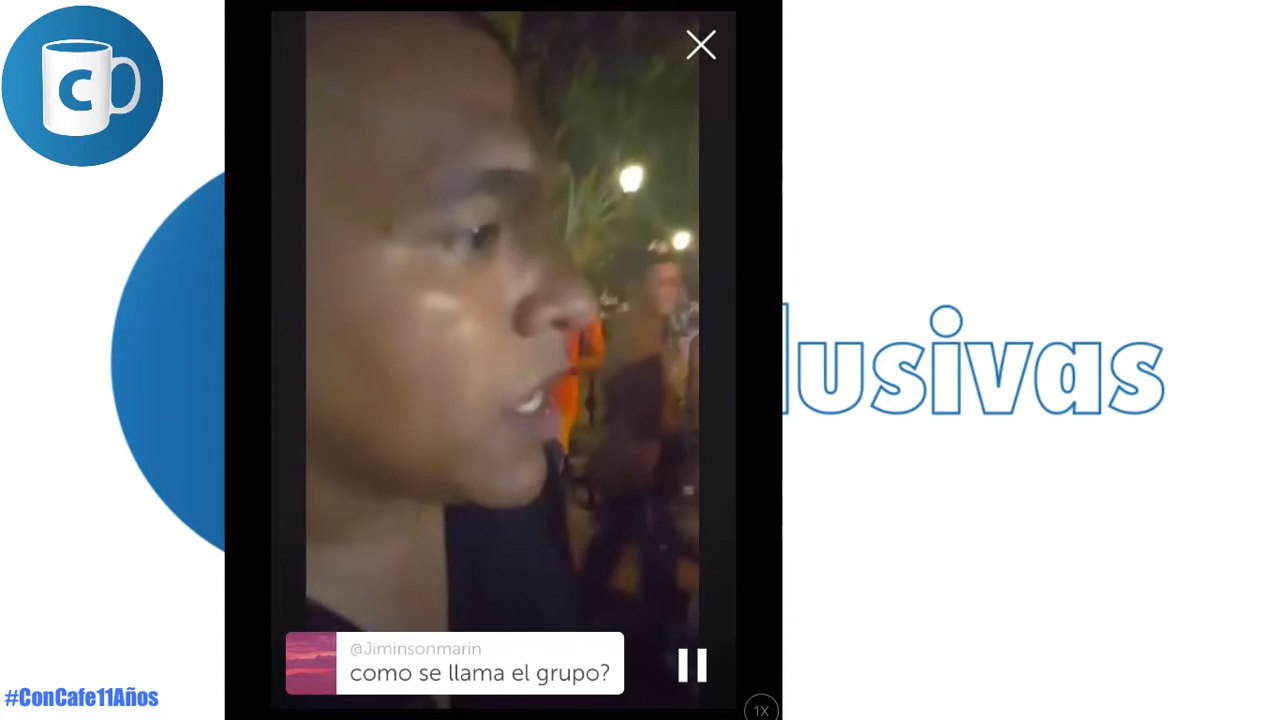 C
lusivas
@Jiminsonmarin
como se llama el grupo?
#ConCafe11Años
1X